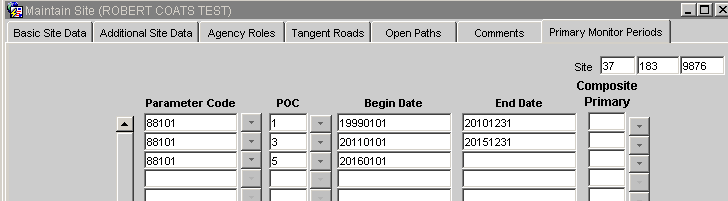 Maintain Site (ROBERT COATS TEST)
Basic Site Data Additional Site Data Agency Roles Tangent Roads Open Paths Comments Primary Monitor Periods
Site 37 183 9876
Parameter Code POC Begin Date End Date Composite Primary
88101 1 19990101 20101231
88101 3 20110101 20151231
88101 5 20160101